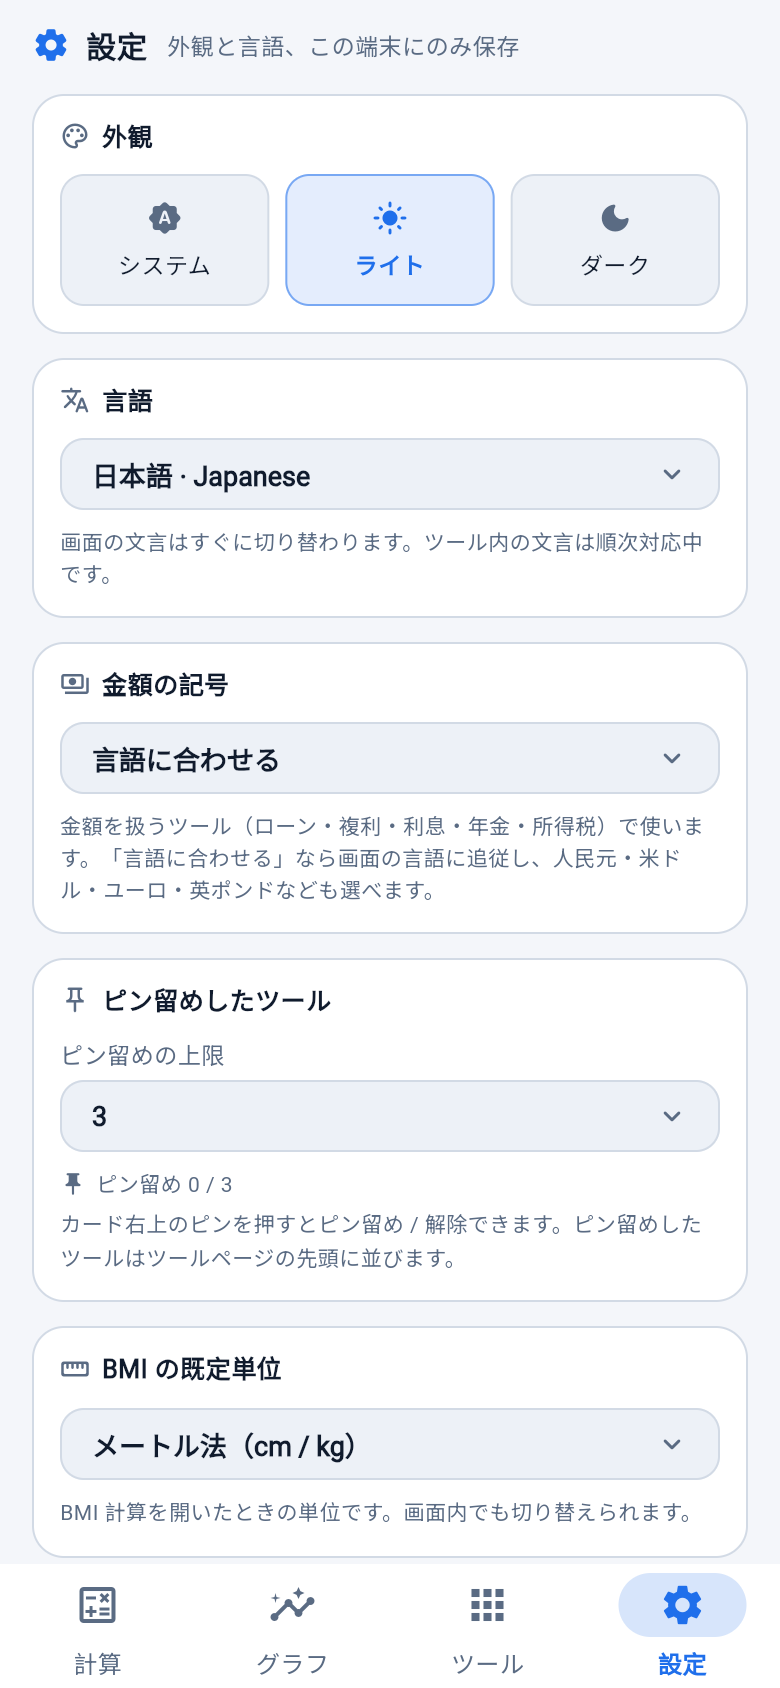 設定 外観と言語、この端末にのみ保存
外観
システム
ライト
ダーク
言語
日本語 · Japanese
画面の文言はすぐに切り替わります。ツール内の文言は順次対応中
です。
金額の記号
言語に合わせる
金額を扱うツール（ローン・複利・利息・年金・所得税）で使いま
す。「言語に合わせる」なら画面の言語に追従し、人民元・米ド
ル・ユーロ・英ポンドなども選べます。
ピン留めしたツール
ピン留めの上限
3
ピン留め 0 / 3
カード右上のピンを押すとピン留め / 解除できます。ピン留めした
ツールはツールページの先頭に並びます。
BMI の既定単位
メートル法（cm / kg）
BMI 計算を開いたときの単位です。画面内でも切り替えられます。
計算
グラフ
ツール
設定